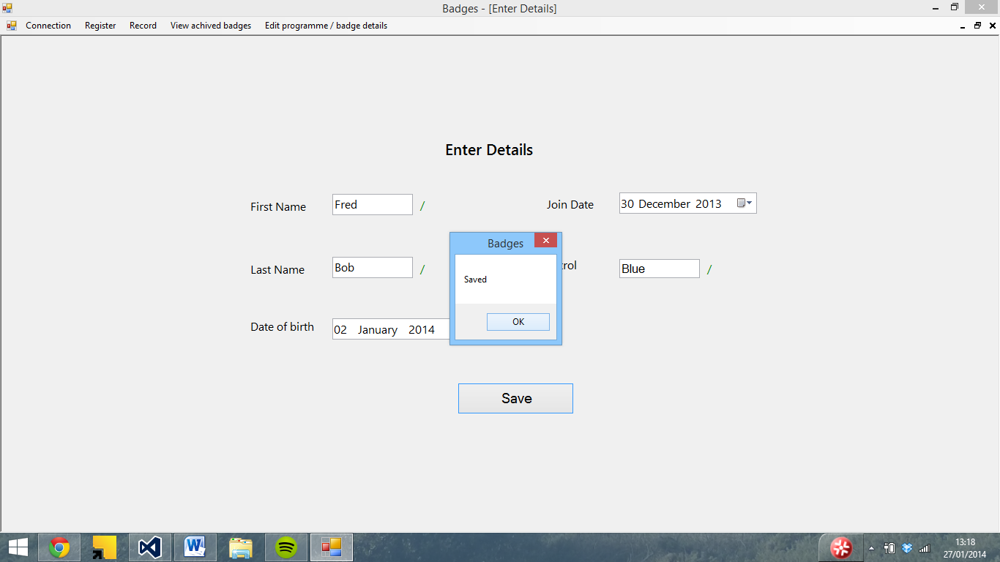 Badges - [Enter Details]
Connection Register Record View achived badges Edit programme / badge details
Enter Details
First Name Fred / Join Date 30 December 2013
Badges
Last Name Bob / trol Blue /
Saved
OK
Date of birth 02 January 2014
Save
13:18
27/01/2014